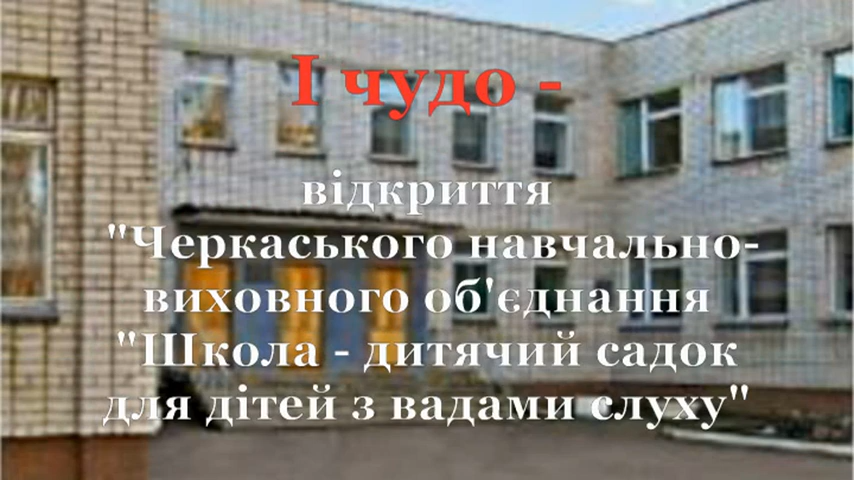 І чудо -
відкриття
"Черкаського навчально-
виховного об'єднання
"Школа - дитячий садок
для дітей з вадами слуху"